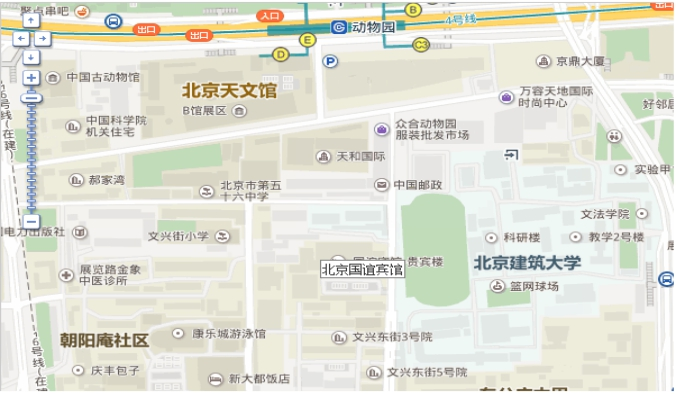 聚点串吧
入口
出口
出口
出口
B
动物园
4号线
E
D
C3
P
中国古动物馆
北京天文馆
B馆展区
京鼎大厦
万容天地国际
时尚中心
好邻居
中国科学院
机关住宅
众合动物园
服装批发市场
16号线(在建)
天和国际
实验甲
郝家湾
北京市第五
十六中学
中国邮政
文法学院
电力出版社
文兴街小学
科研楼
教学2号楼
贵宾楼
北京国谊宾馆
北京建筑大学
展览路金象
中医诊所
篮网球场
朝阳庵社区
康乐城游泳馆
文兴东街3号院
16号线(在
庆丰包子
新大都饭店
文兴东街5号院